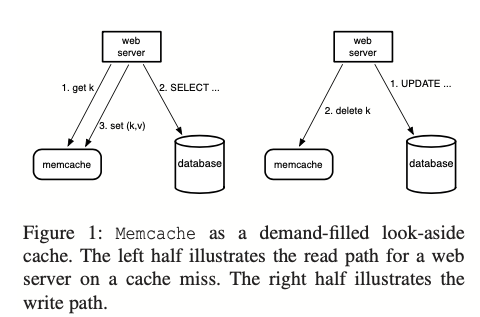 web
server
web
server
1. get k
2. SELECT ...
3. set (k,v)
memcache
database
1. UPDATE ...
2. delete k
memcache
database
Figure 1: Memcache as a demand-filled look-aside
cache. The left half illustrates the read path for a web
server on a cache miss. The right half illustrates the
write path.